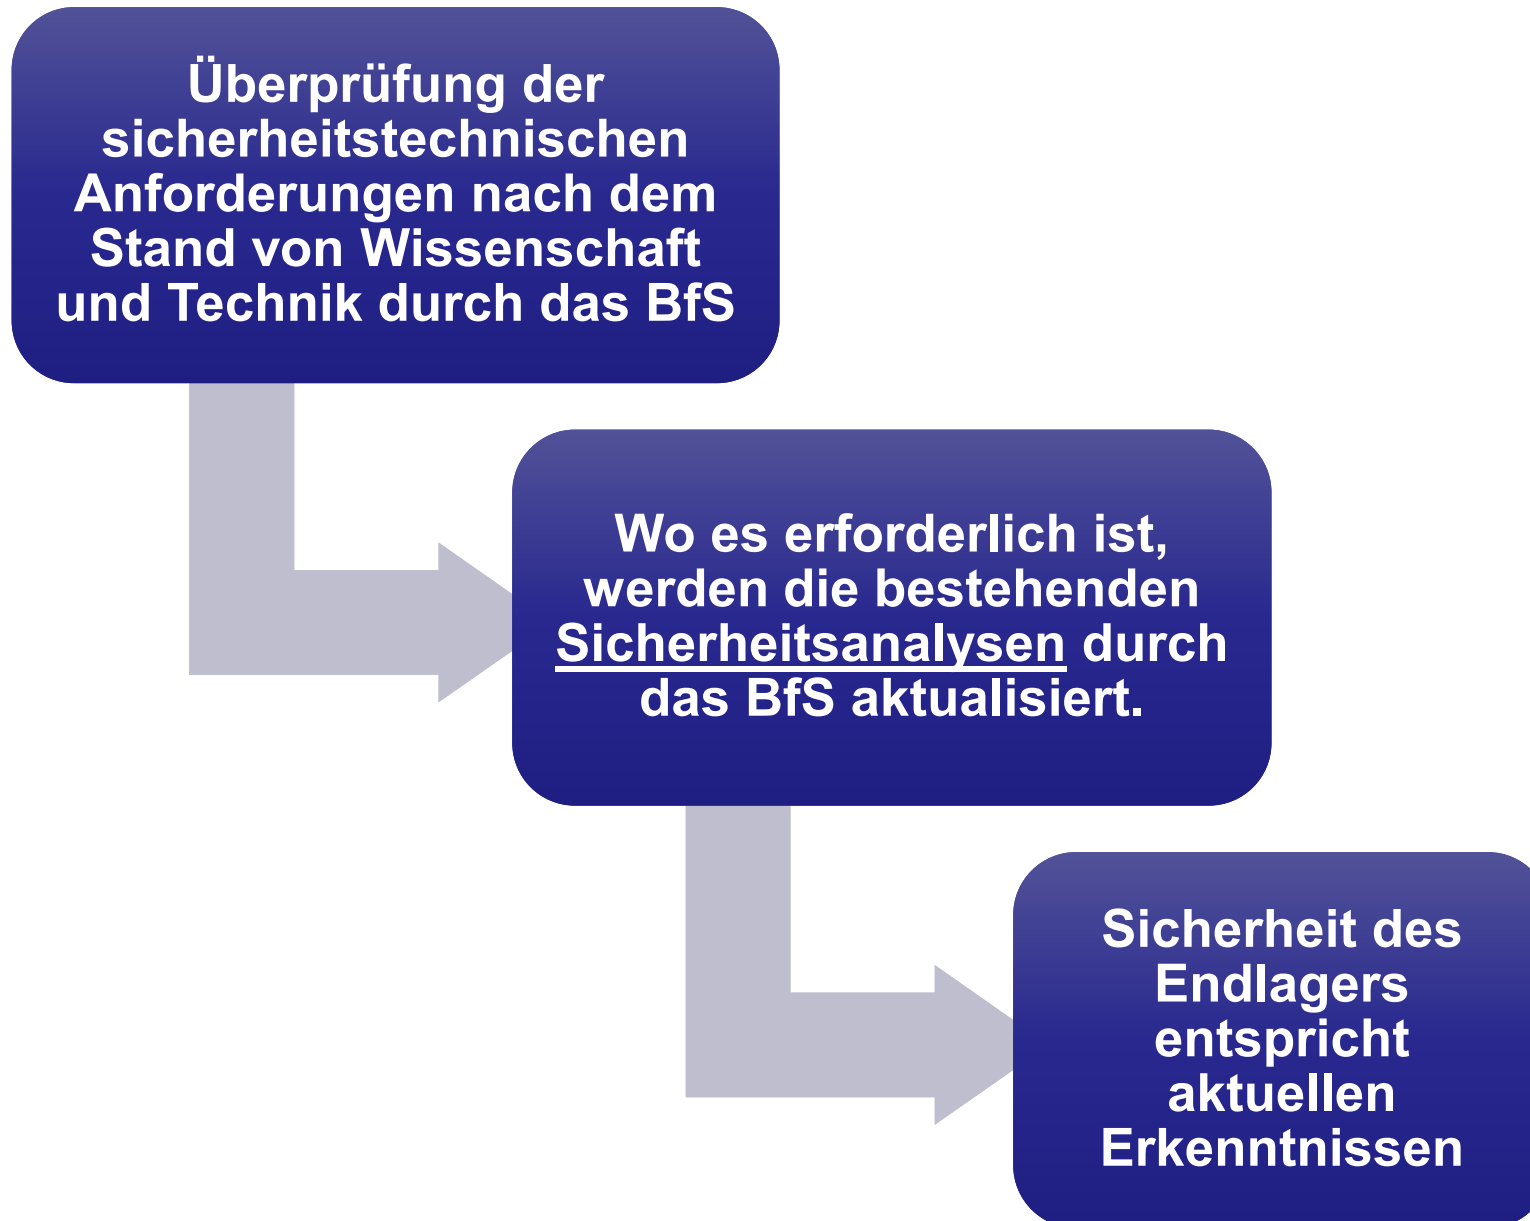 Überprüfung der
sicherheitstechnischen
Anforderungen nach dem
Stand von Wissenschaft
und Technik durch das BfS
Wo es erforderlich ist,
werden die bestehenden
Sicherheitsanalysen durch
das BfS aktualisiert.
Sicherheit des
Endlagers
entspricht
aktuellen
Erkenntnissen